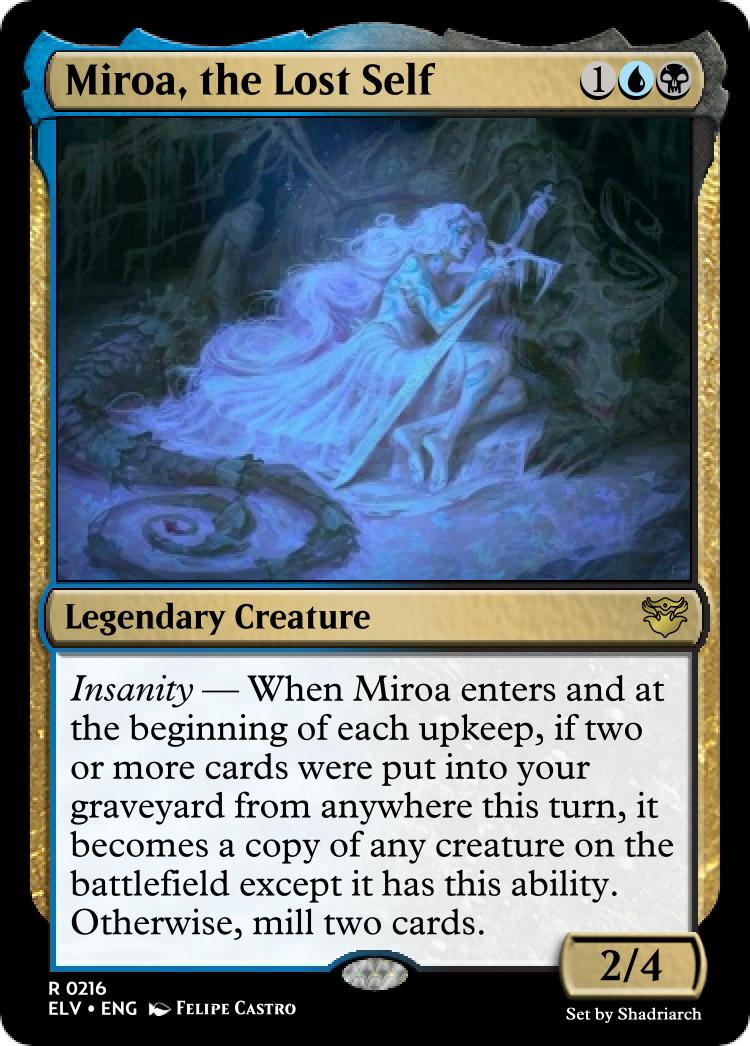 Miroa, the Lost Self 1
Legendary Creature
Insanity — When Miroa enters and at
the beginning of each upkeep, if two
or more cards were put into your
graveyard from anywhere this turn, it
becomes a copy of any creature on the
battlefield except it has this ability.
Otherwise, mill two cards.
2/4
R 0216
ELV • ENG Felipe Castro
Set by Shadriarch